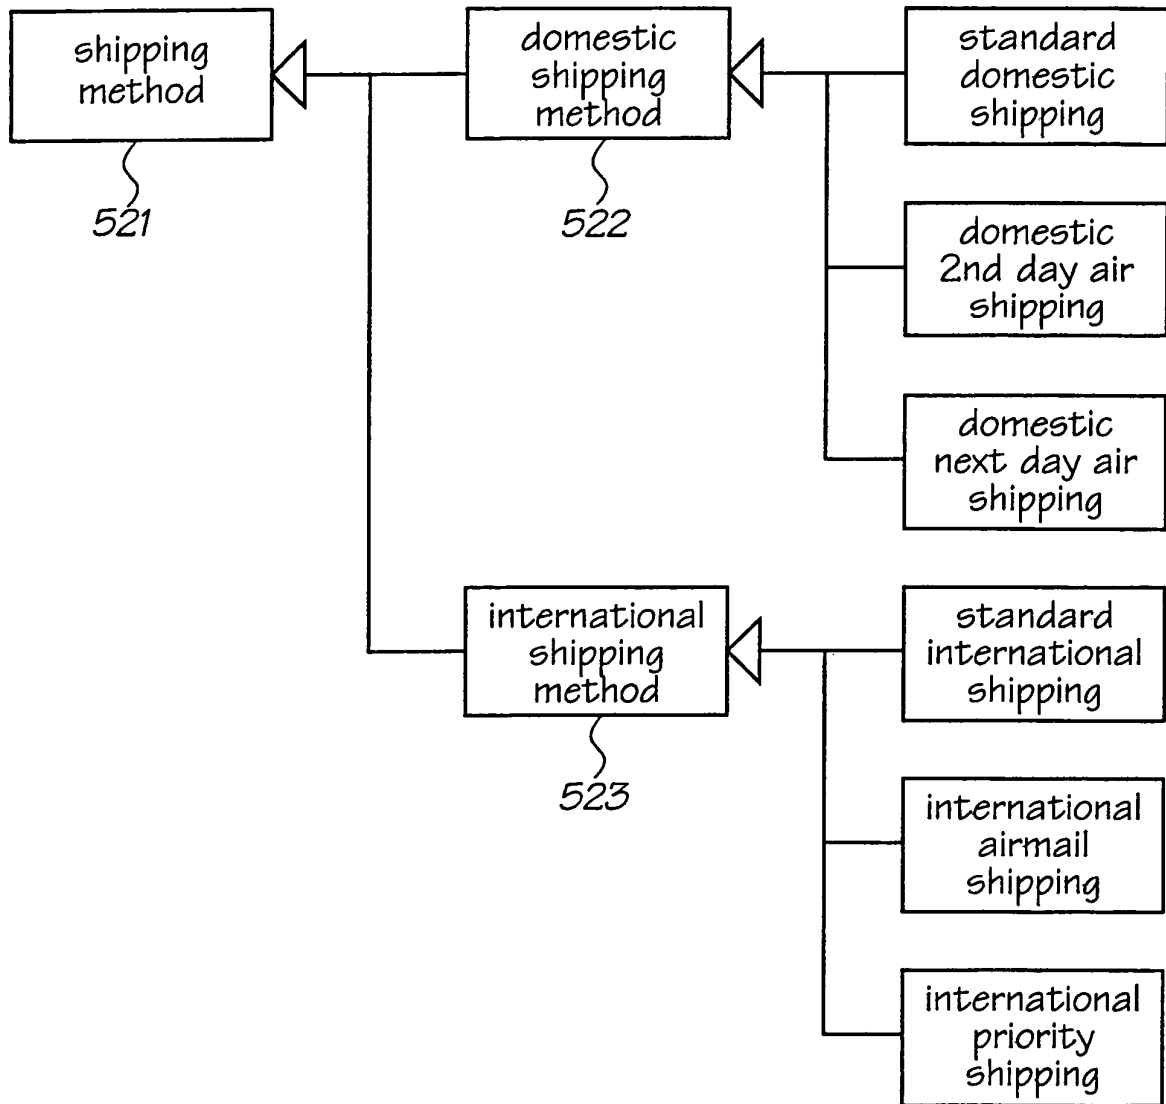 shipping
method
521
domestic
shipping
method
522
standard
domestic
shipping
domestic
2nd day air
shipping
domestic
next day air
shipping
international
shipping
method
523
standard
international
shipping
international
airmail
shipping
international
priority
shipping